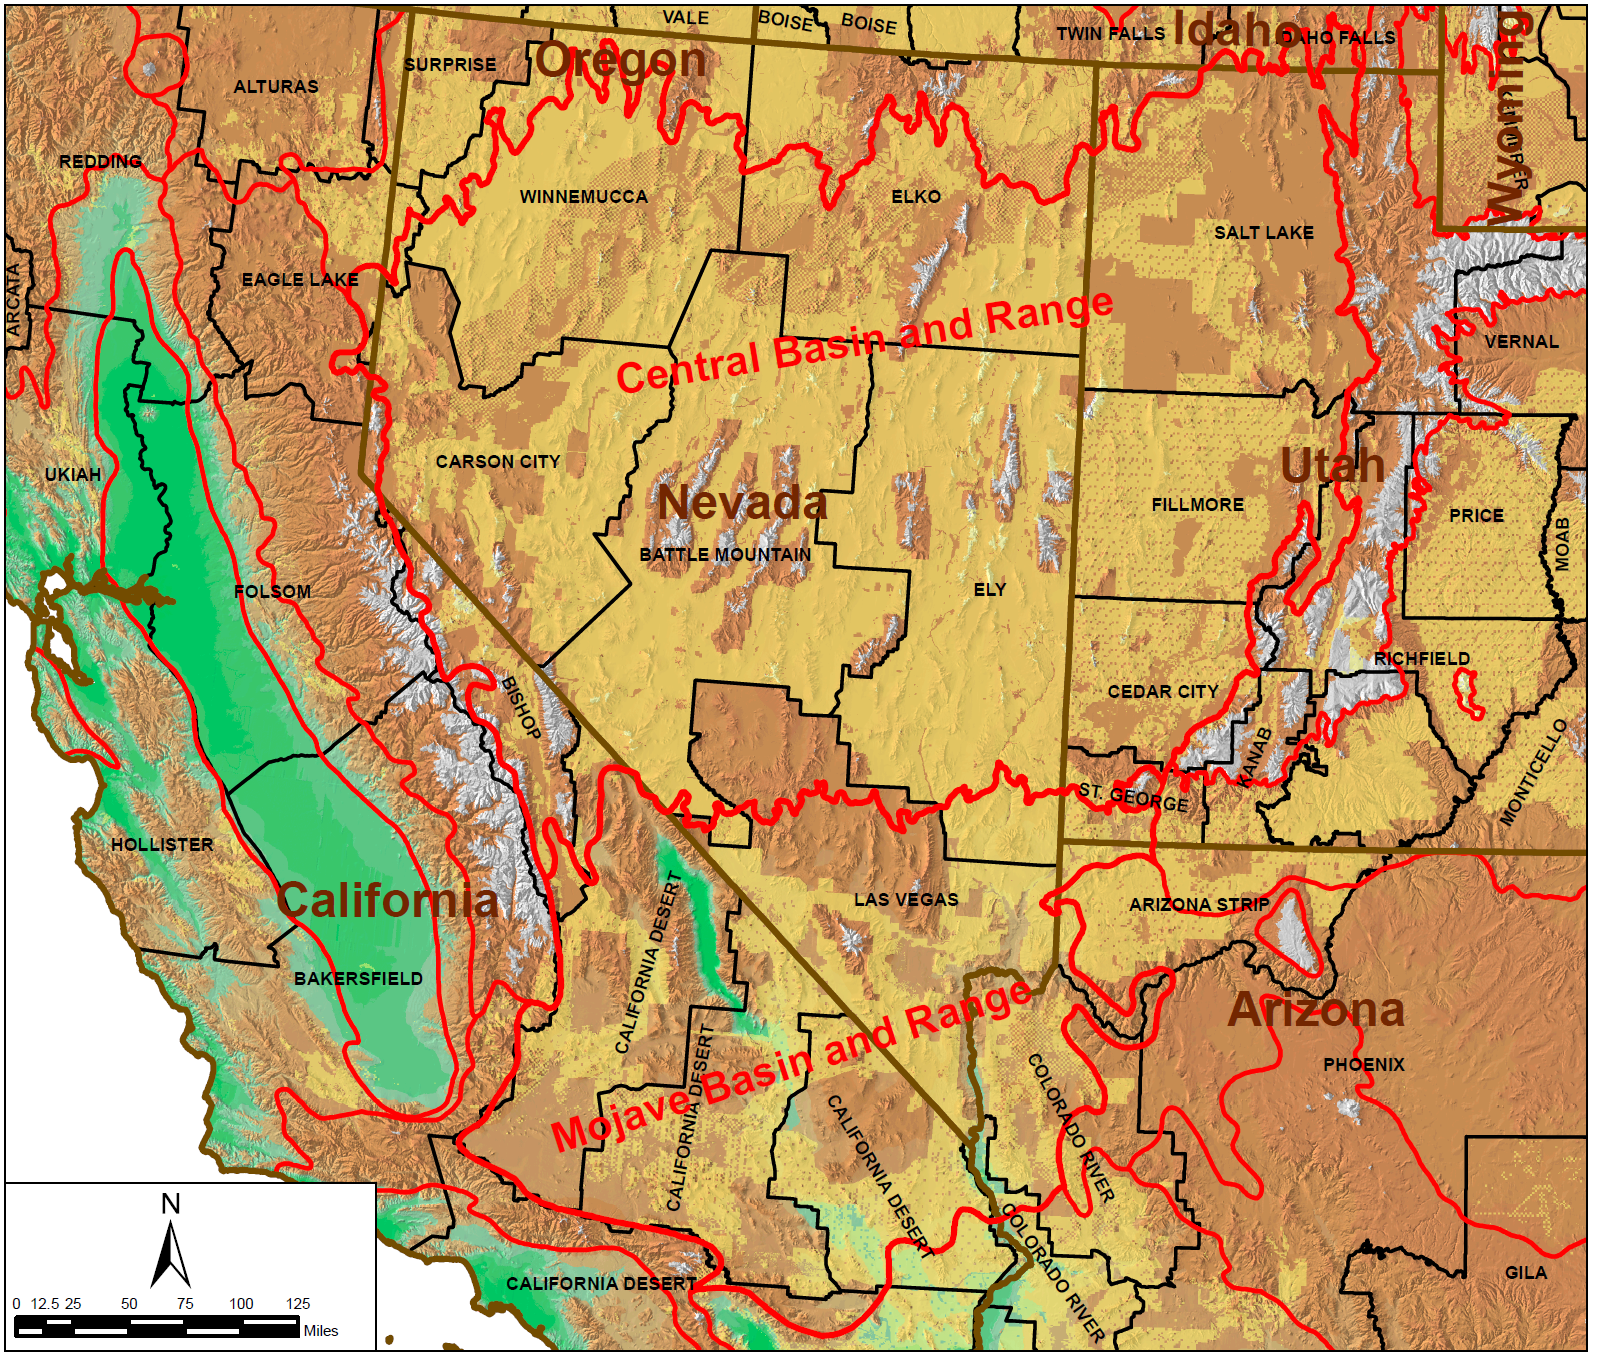 VALE
BOISE
BOISE
TWIN FALLS
Idaho
IDAHO FALLS
Wyoming
SURPRISE
Oregon
ALTURAS
REDDING
WINNEMUCCA
ELKO
SALT LAKE
ARCATA
EAGLE LAKE
Central Basin and Range
VERNAL
UKIAH
CARSON CITY
Nevada
Utah
FILLMORE
PRICE
MOAB
BATTLE MOUNTAIN
ELY
FOLSOM
RICHFIELD
CEDAR CITY
BISHOP
KANAB
MONTICELLO
ST. GEORGE
HOLLISTER
California
CALIFORNIA DESERT
LAS VEGAS
ARIZONA STRIP
BAKERSFIELD
Arizona
Mojave Basin and Range
CALIFORNIA DESERT
CALIFORNIA DESERT
COLORADO RIVER
PHOENIX
COLORADO RIVER
GILA
CALIFORNIA DESERT
N
0 12.5 25 50 75 100 125
Miles